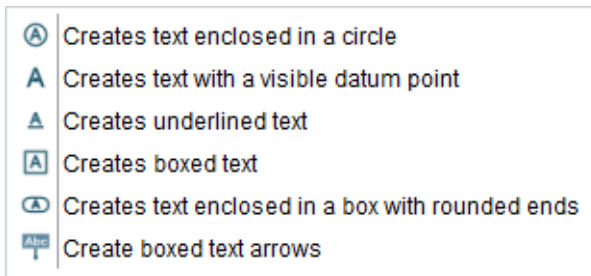 A Creates text enclosed in a circle
A Creates text with a visible datum point
A Creates underlined text
A Creates boxed text
A Creates text enclosed in a box with rounded ends
Abc Create boxed text arrows